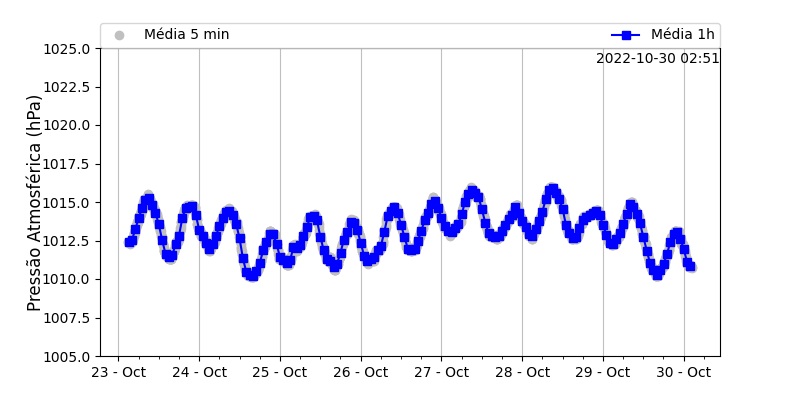 Média 5 min
Média 1h
2022-10-30 02:51
Pressão Atmosférica (hPa)
1025.0
1022.5
1020.0
1017.5
1015.0
1012.5
1010.0
1007.5
1005.0
23 - Oct
24 - Oct
25 - Oct
26 - Oct
27 - Oct
28 - Oct
29 - Oct
30 - Oct